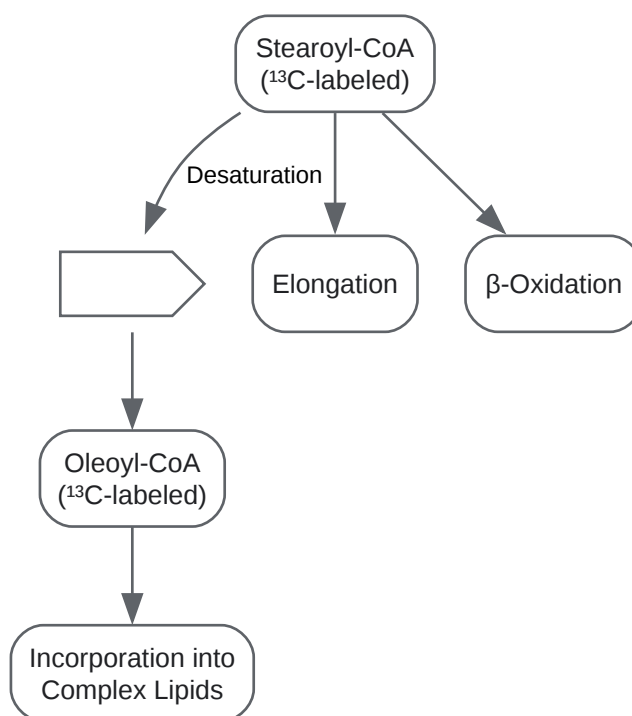 Stearoyl-CoA
(¹³C-labeled)
Desaturation
Elongation
β-Oxidation
Oleoyl-CoA
(¹³C-labeled)
Incorporation into
Complex Lipids